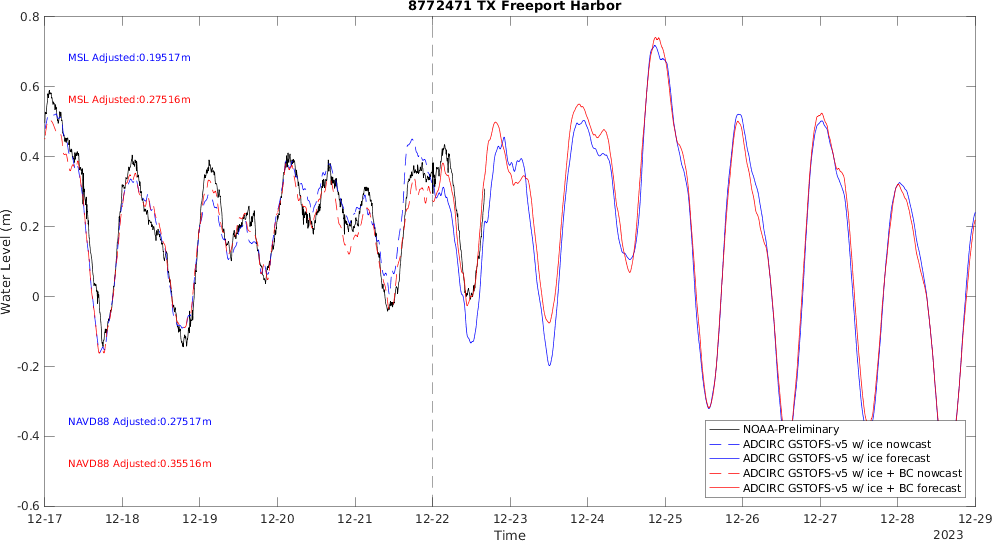 8772471 TX Freeport Harbor
0.8
0.6
0.4
0.2
0
-0.2
-0.4
-0.6
Water Level (m)
MSL Adjusted:0.19517m
MSL Adjusted:0.27516m
NAVD88 Adjusted:0.27517m
NAVD88 Adjusted:0.35516m
NOAA-Preliminary
ADCIRC GSTOFS-v5 w/ ice nowcast
ADCIRC GSTOFS-v5 w/ ice forecast
ADCIRC GSTOFS-v5 w/ ice + BC nowcast
ADCIRC GSTOFS-v5 w/ ice + BC forecast
12-17 12-18 12-19 12-20 12-21 12-22 12-23 12-24 12-25 12-26 12-27 12-28 12-29
Time
2023